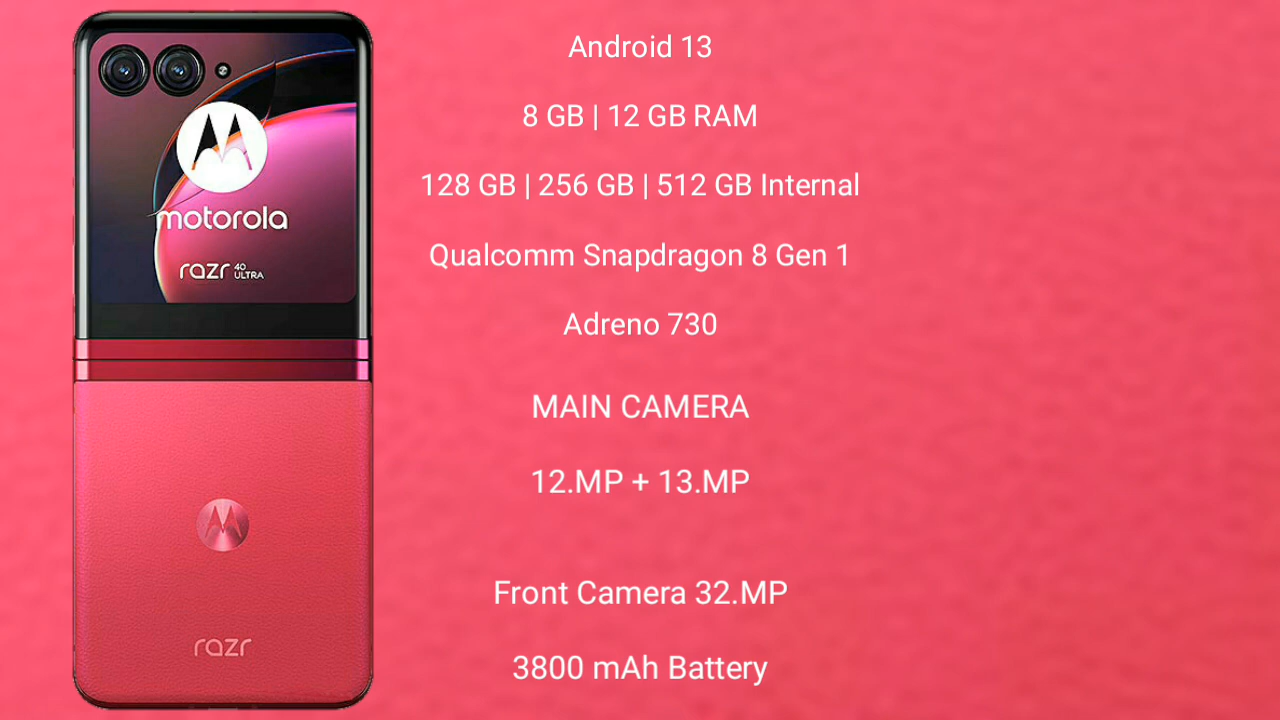 motorola
razr 40 ULTRA
razr
Android 13
8 GB | 12 GB RAM
128 GB | 256 GB | 512 GB Internal
Qualcomm Snapdragon 8 Gen 1
Adreno 730
MAIN CAMERA
12.MP + 13.MP
Front Camera 32.MP
3800 mAh Battery